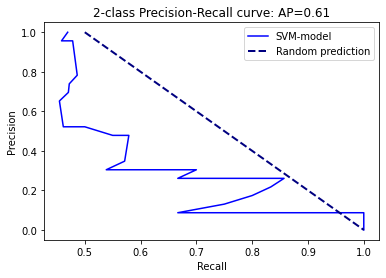 2-class Precision-Recall curve: AP=0.61
SVM-model
Random prediction
1.0
0.8
0.6
0.4
0.2
0.0
Precision
0.5 0.6 0.7 0.8 0.9 1.0
Recall